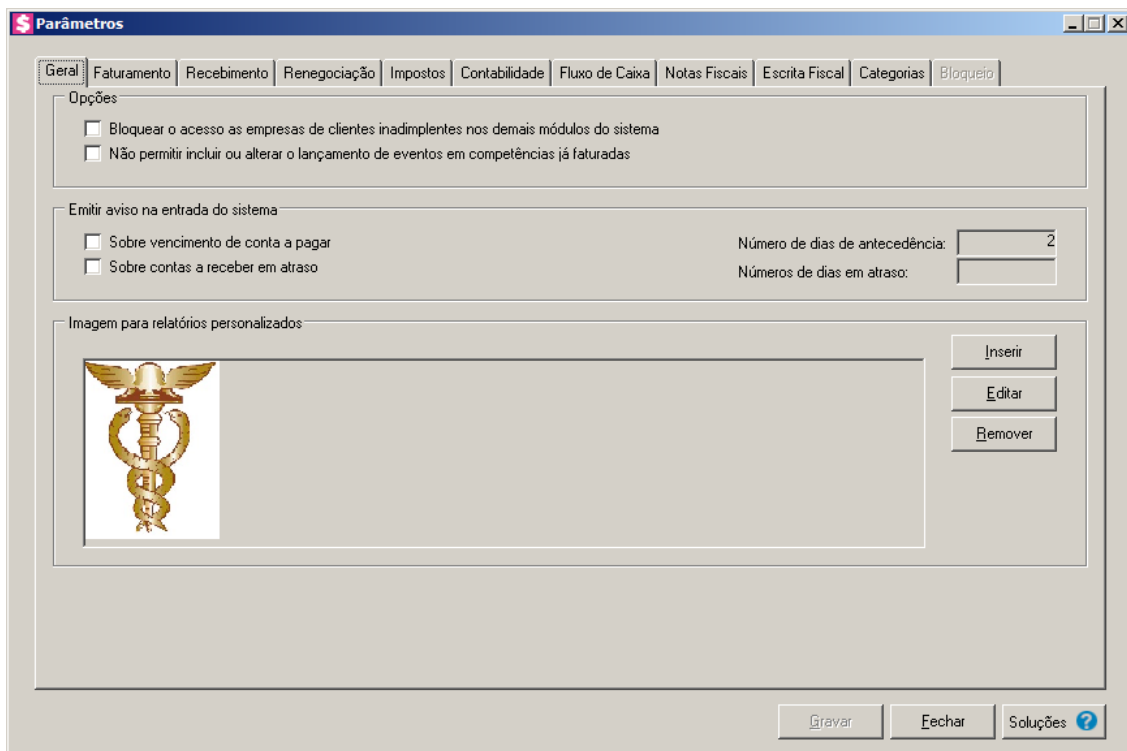 Parâmetros
Geral Faturamento Recebimento Renegociação Impostos Contabilidade Fluxo de Caixa Notas Fiscais Escrita Fiscal Categorias Bloqueio
Opções
Bloquear o acesso as empresas de clientes inadimplentes nos demais módulos do sistema
Não permitir incluir ou alterar o lançamento de eventos em competências já faturadas
Emitir aviso na entrada do sistema
Sobre vencimento de conta a pagar Número de dias de antecedência: 2
Sobre contas a receber em atraso Números de dias em atraso:
Imagem para relatórios personalizados
Inserir
Editar
Remover
Gravar Fechar Soluções ?